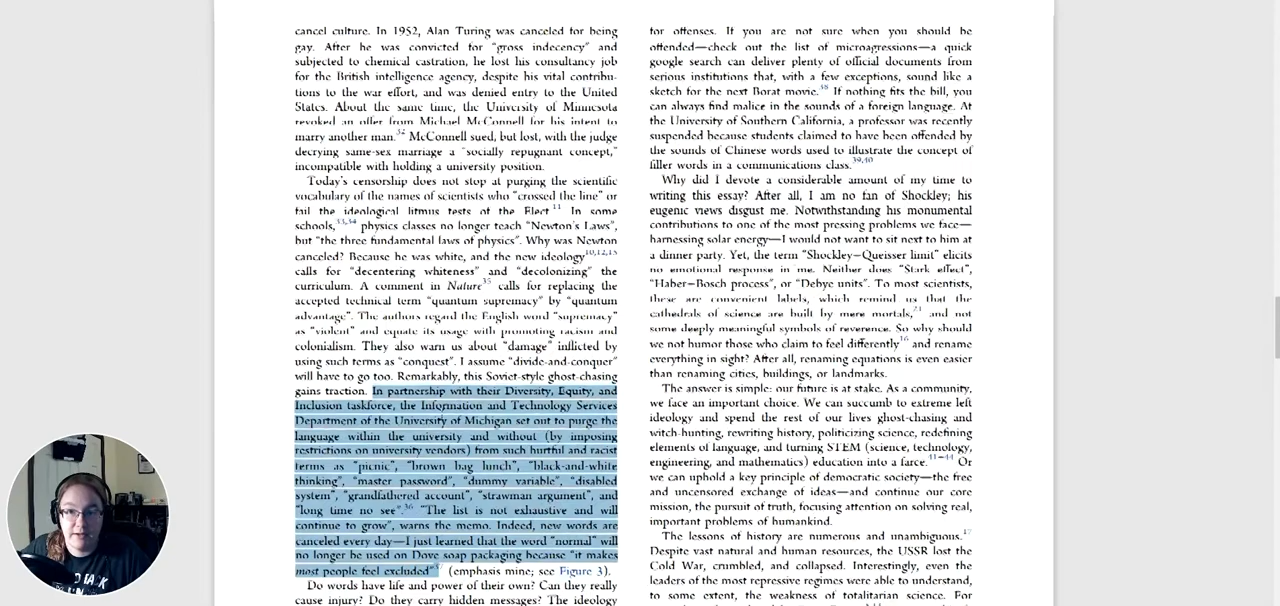 cancel culture. In 1952, Alan Turing was canceled for being
gay. After he was convicted for “gross indecency” and
subjected to chemical castration, he lost his consultancy job
for the British intelligence agency, despite his vital contribu-
tions to the war effort, and was denied entry to the United
States. About the same time, the University of Minnesota
revoked an offer from Michael McConnell for his intent to
marry another man.32 McConnell sued, but lost, with the judge
decrying same-sex marriage a “socially repugnant concept,”
incompatible with holding a university position.
Today’s censorship does not stop at purging the scientific
vocabulary of the names of scientists who “crossed the line” or
fail the ideological litmus tests of the Elect.11 In some
schools,33,34 physics classes no longer teach “Newton’s Laws”,
but “the three fundamental laws of physics”. Why was Newton
canceled? Because he was white, and the new ideology10,12,15
calls for “decentering whiteness” and “decolonizing” the
curriculum. A comment in Nature35 calls for replacing the
accepted technical term “quantum supremacy” by “quantum
advantage”. The authors regard the English word “supremacy”
as “violent” and equate its usage with promoting racism and
colonialism. They also warn us about “damage” inflicted by
using such terms as “conquest”. I assume “divide-and-conquer”
will have to go too. Remarkably, this Soviet-style ghost-chasing
gains traction. In partnership with their Diversity, Equity, and
Inclusion taskforce, the Information and Technology Services
Department of the University of Michigan set out to purge the
language within the university and without (by imposing
restrictions on university vendors) from such hurtful and racist
terms as “picnic”, “brown bag lunch”, “black-and-white
thinking”, “master password”, “dummy variable”, “disabled
system”, “grandfathered account”, “strawman argument”, and
“long time no see”.36 “The list is not exhaustive and will
continue to grow”, warns the memo. Indeed, new words are
canceled every day—I just learned that the word “normal” will
no longer be used on Dove soap packaging because “it makes
most people feel excluded”37 (emphasis mine; see Figure 3).
Do words have life and power of their own? Can they really
cause injury? Do they carry hidden messages? The ideology
for offenses. If you are not sure when you should be
offended—check out the list of microagressions—a quick
google search can deliver plenty of official documents from
serious institutions that, with a few exceptions, sound like a
sketch for the next Borat movie.38 If nothing fits the bill, you
can always find malice in the sounds of a foreign language. At
the University of Southern California, a professor was recently
suspended because students claimed to have been offended by
the sounds of Chinese words used to illustrate the concept of
filler words in a communications class.39,40
Why did I devote a considerable amount of my time to
writing this essay? After all, I am no fan of Shockley; his
eugenic views disgust me. Notwithstanding his monumental
contributions to one of the most pressing problems we face—
harnessing solar energy—I would not want to sit next to him at
a dinner party. Yet, the term “Shockley−Queisser limit” elicits
no emotional response in me. Neither does “Stark effect”,
“Haber−Bosch process”, or “Debye units”. To most scientists,
these are convenient labels, which remind us that the
cathedrals of science are built by mere mortals,21 and not
some deeply meaningful symbols of reverence. So why should
we not humor those who claim to feel differently16 and rename
everything in sight? After all, renaming equations is even easier
than renaming cities, buildings, or landmarks.
The answer is simple: our future is at stake. As a community,
we face an important choice. We can succumb to extreme left
ideology and spend the rest of our lives ghost-chasing and
witch-hunting, rewriting history, politicizing science, redefining
elements of language, and turning STEM (science, technology,
engineering, and mathematics) education into a farce.41−44 Or
we can uphold a key principle of democratic society—the free
and uncensored exchange of ideas—and continue our core
mission, the pursuit of truth, focusing attention on solving real,
important problems of humankind.
The lessons of history are numerous and unambiguous.17
Despite vast natural and human resources, the USSR lost the
Cold War, crumbled, and collapsed. Interestingly, even the
leaders of the most repressive regimes were able to understand,
to some extent, the weakness of totalitarian science. For